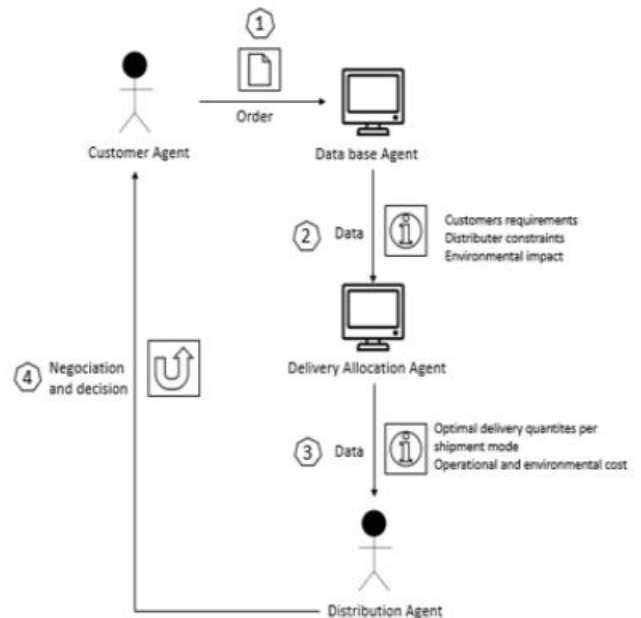 1
Order
Customer Agent
Data base Agent
2
Data
Customers requirements
Distributer constraints
Environmental impact
4
Negociation
and decision
Delivery Allocation Agent
3
Data
Optimal delivery quantites per
shipment mode
Operational and environmental cost
Distribution Agent